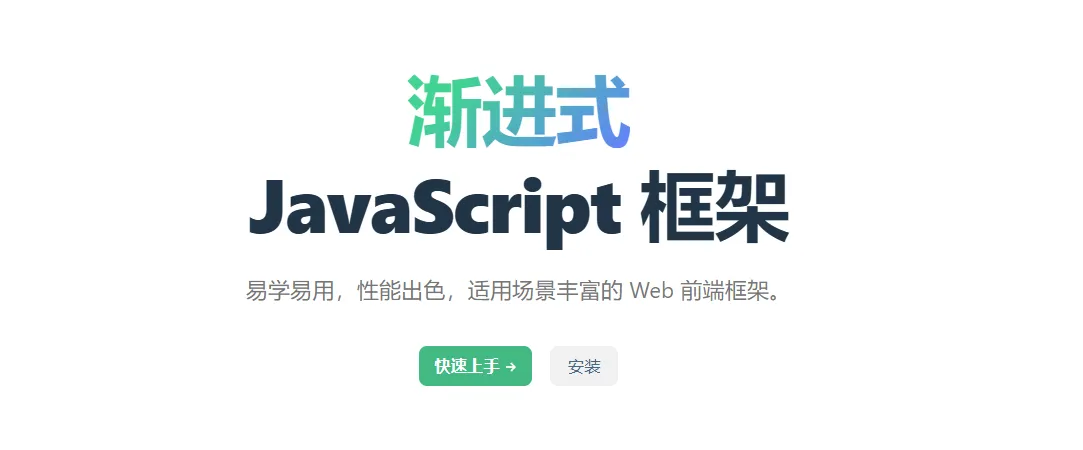 渐进式
JavaScript 框架
易学易用，性能出色，适用场景丰富的 Web 前端框架。
快速上手 →
安装